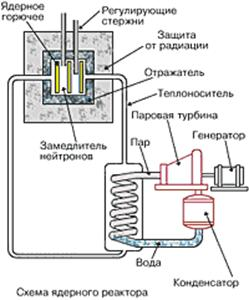 Ядерное
горючее
Регулирующие
стержни
Защита
от радиации
Отражатель
Теплоноситель
Замедлитель
нейтронов
Паровая турбина
Генератор
Пар
Вода
Конденсатор
Схема ядерного реактора